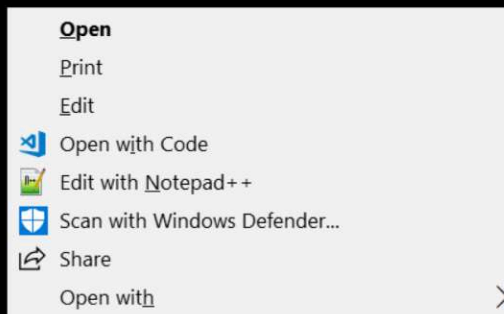 Open
Print
Edit
Open with Code
Edit with Notepad++
Scan with Windows Defender...
Share
Open with